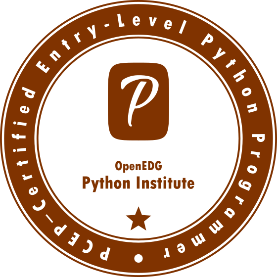 PCEP–Certified Entry-Level Python Programmer •
P
OpenEDG
Python Institute